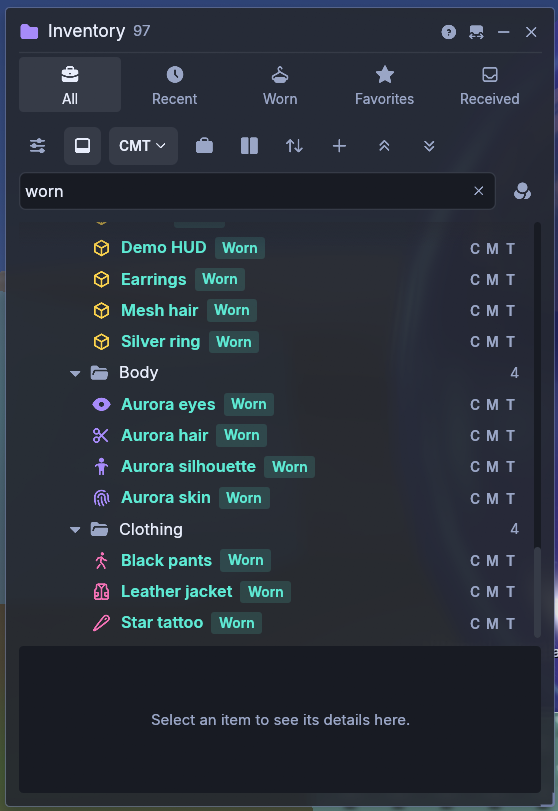 Inventory 97
All Recent Worn Favorites Received
CMT
worn
Demo HUD Worn C M T
Earrings Worn C M T
Mesh hair Worn C M T
Silver ring Worn C M T
Body 4
Aurora eyes Worn C M T
Aurora hair Worn C M T
Aurora silhouette Worn C M T
Aurora skin Worn C M T
Clothing 4
Black pants Worn C M T
Leather jacket Worn C M T
Star tattoo Worn C M T
Select an item to see its details here.